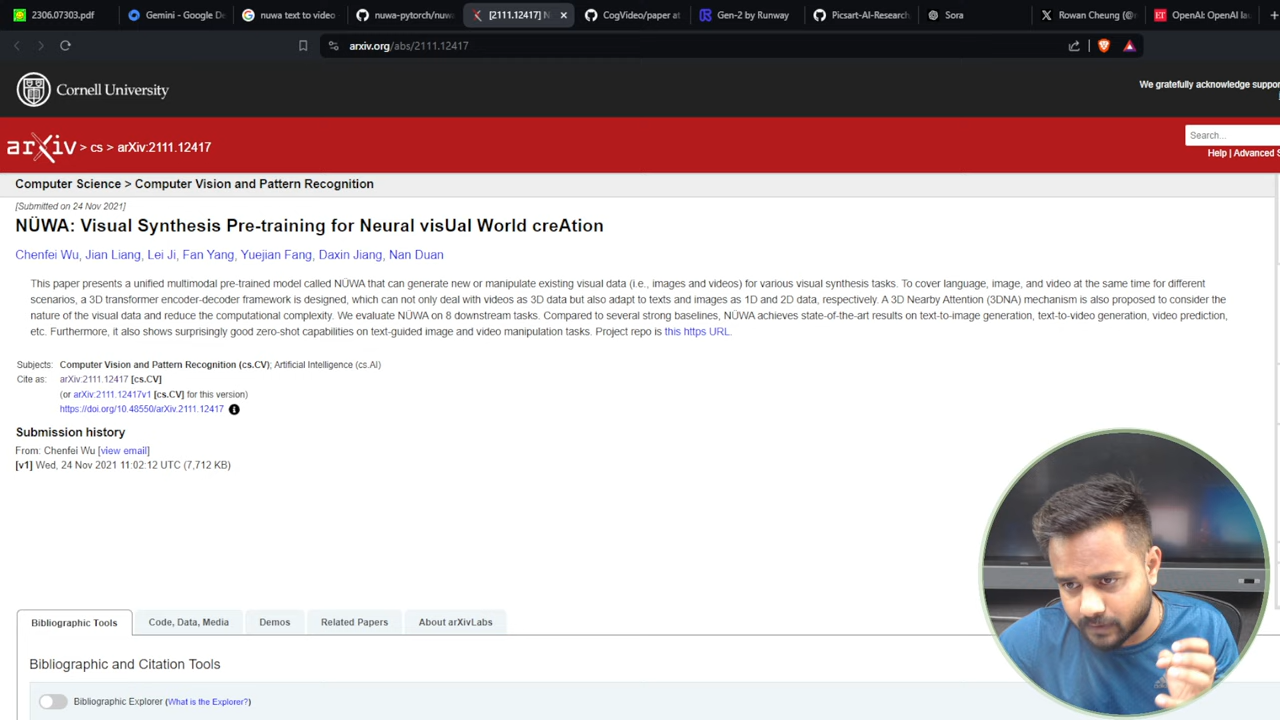 2306.07303.pdf
Gemini - Google De
nuwa text to video
nuwa-pytorch/nuwa
[2111.12417] N
CogVideo/paper at
Gen-2 by Runway
Picsart-AI-Research
Sora
Rowan Cheung (@r
OpenAI: OpenAI lau
arxiv.org/abs/2111.12417
Cornell University
We gratefully acknowledge suppor
arXiv > cs > arXiv:2111.12417
Search...
Help | Advanced S
Computer Science > Computer Vision and Pattern Recognition
[Submitted on 24 Nov 2021]
NÜWA: Visual Synthesis Pre-training for Neural visUal World creAtion
Chenfei Wu, Jian Liang, Lei Ji, Fan Yang, Yuejian Fang, Daxin Jiang, Nan Duan
This paper presents a unified multimodal pre-trained model called NÜWA that can generate new or manipulate existing visual data (i.e., images and videos) for various visual synthesis tasks. To cover language, image, and video at the same time for different
scenarios, a 3D transformer encoder-decoder framework is designed, which can not only deal with videos as 3D data but also adapt to texts and images as 1D and 2D data, respectively. A 3D Nearby Attention (3DNA) mechanism is also proposed to consider the
nature of the visual data and reduce the computational complexity. We evaluate NÜWA on 8 downstream tasks. Compared to several strong baselines, NÜWA achieves state-of-the-art results on text-to-image generation, text-to-video generation, video prediction,
etc. Furthermore, it also shows surprisingly good zero-shot capabilities on text-guided image and video manipulation tasks. Project repo is this https URL.
Subjects: Computer Vision and Pattern Recognition (cs.CV); Artificial Intelligence (cs.AI)
Cite as: arXiv:2111.12417 [cs.CV]
(or arXiv:2111.12417v1 [cs.CV] for this version)
https://doi.org/10.48550/arXiv.2111.12417
Submission history
From: Chenfei Wu [view email]
[v1] Wed, 24 Nov 2021 11:02:12 UTC (7,712 KB)
Bibliographic Tools
Code, Data, Media
Demos
Related Papers
About arXivLabs
Bibliographic and Citation Tools
Bibliographic Explorer (What is the Explorer?)